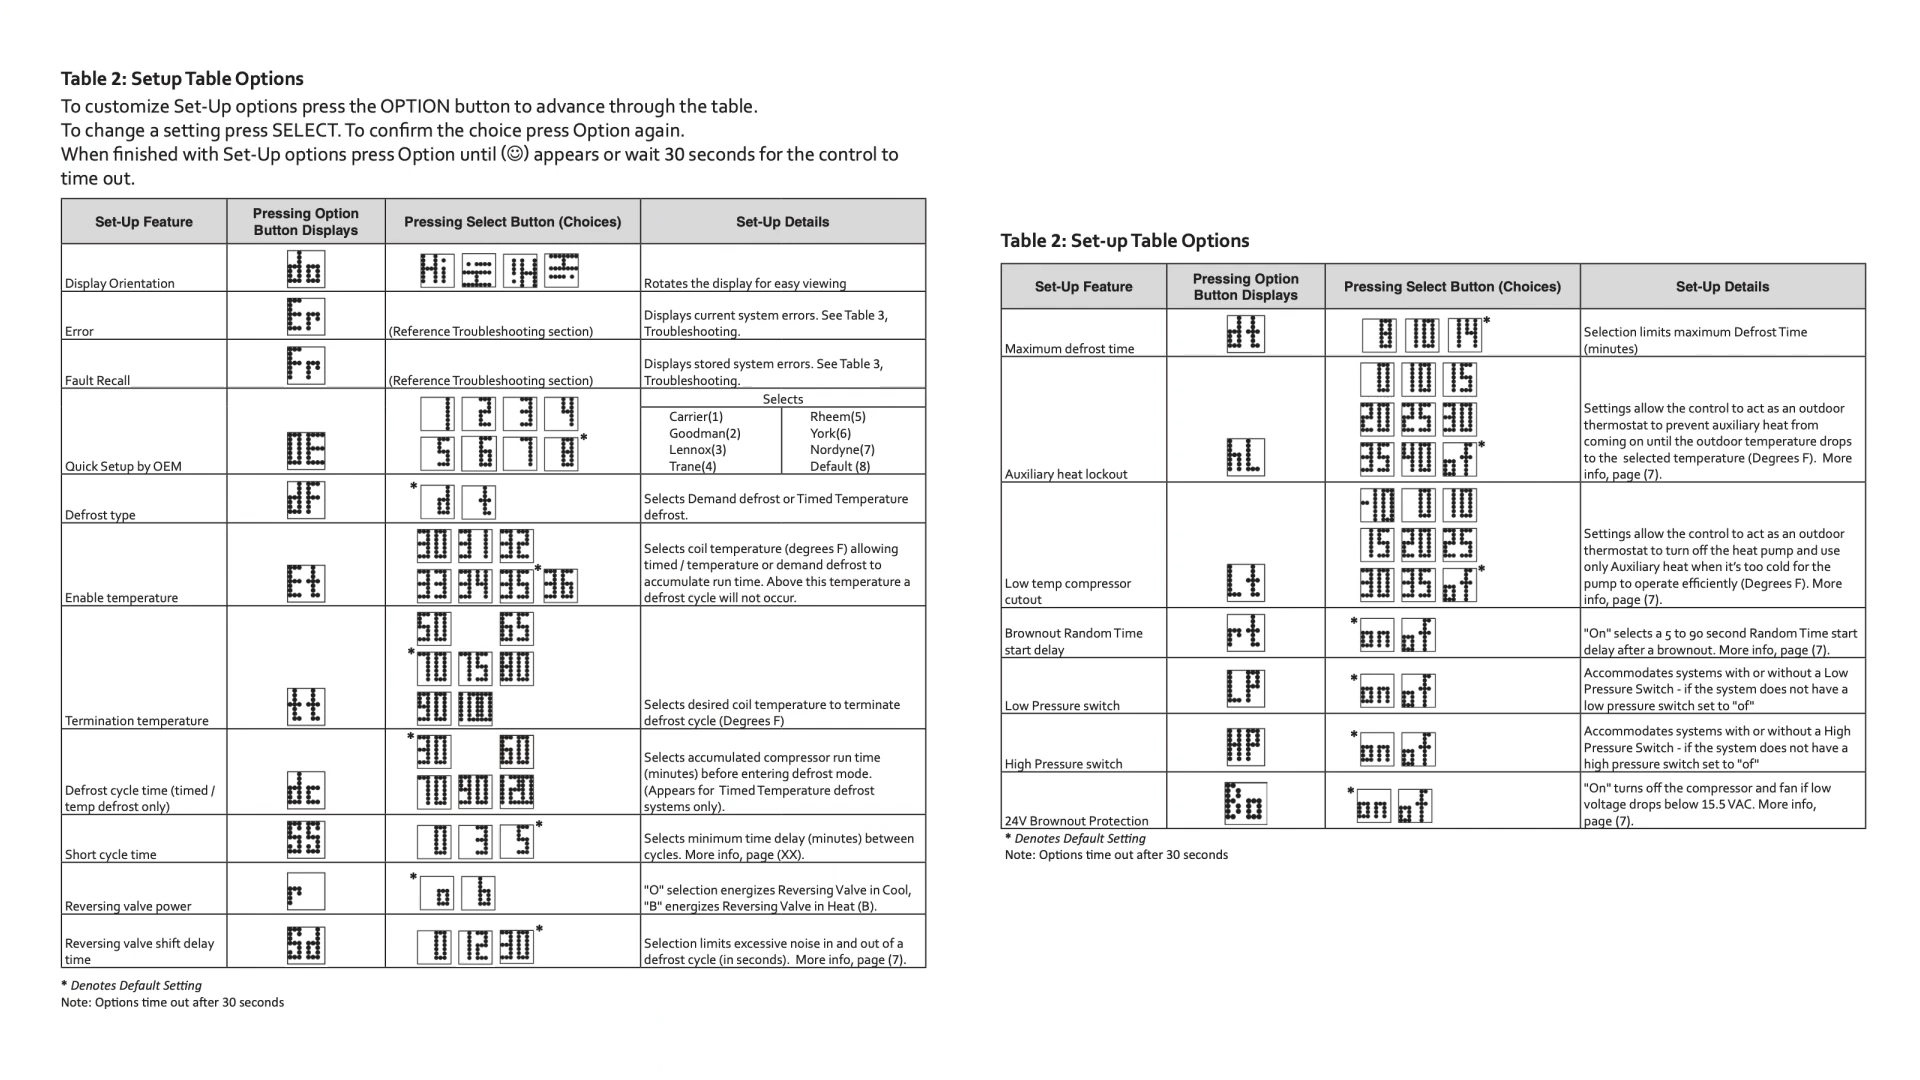 Table 2: Setup Table Options
To customize Set-Up options press the OPTION button to advance through the table.
To change a setting press SELECT. To confirm the choice press Option again.
When finished with Set-Up options press Option until (☺) appears or wait 30 seconds for the control to
time out.
Set-Up Feature
Pressing Option
Button Displays
Pressing Select Button (Choices)
Set-Up Details
Display Orientation
do
Hi Hi Hi Hi
Rotates the display for easy viewing
Error
Er
(Reference Troubleshooting section)
Displays current system errors. See Table 3,
Troubleshooting.
Fault Recall
Fr
(Reference Troubleshooting section)
Displays stored system errors. See Table 3,
Troubleshooting.
Quick Setup by OEM
OE
1 2 3 4
5 6 7 8 *
Selects
Carrier(1)
Goodman(2)
Lennox(3)
Trane(4)
Rheem(5)
York(6)
Nordyne(7)
Default (8)
Defrost type
dF
* d t
Selects Demand defrost or Timed Temperature
defrost.
Enable temperature
Et
30 31 32
33 34 35 * 36
Selects coil temperature (degrees F) allowing
timed / temperature or demand defrost to
accumulate run time. Above this temperature a
defrost cycle will not occur.
Termination temperature
tt
50 65
* 70 75 80
90 100
Selects desired coil temperature to terminate
defrost cycle (Degrees F)
Defrost cycle time (timed /
temp defrost only)
dc
* 30 60
70 90 120
Selects accumulated compressor run time
(minutes) before entering defrost mode.
(Appears for Timed Temperature defrost
systems only).
Short cycle time
0 3 5 *
Selects minimum time delay (minutes) between
cycles. More info, page (XX).
Reversing valve power
r
* o b
"O" selection energizes Reversing Valve in Cool,
"B" energizes Reversing Valve in Heat (B).
Reversing valve shift delay
time
Sd
0 12 30 *
Selection limits excessive noise in and out of a
defrost cycle (in seconds). More info, page (7).
* Denotes Default Setting
Note: Options time out after 30 seconds
Table 2: Set-up Table Options
Set-Up Feature
Pressing Option
Button Displays
Pressing Select Button (Choices)
Set-Up Details
Maximum defrost time
dt
8 10 14 *
Selection limits maximum Defrost Time
(minutes)
Auxiliary heat lockout
hL
0 10 15
20 25 30
35 40 of *
Settings allow the control to act as an outdoor
thermostat to prevent auxiliary heat from
coming on until the outdoor temperature drops
to the selected temperature (Degrees F). More
info, page (7).
Low temp compressor
cutout
Lt
-10 0 10
15 20 25
30 35 of *
Settings allow the control to act as an outdoor
thermostat to turn off the heat pump and use
only Auxiliary heat when it's too cold for the
pump to operate efficiently (Degrees F). More
info, page (7).
Brownout Random Time
start delay
rt
* on of
"On" selects a 5 to 90 second Random Time start
delay after a brownout. More info, page (7).
Low Pressure switch
LP
* on of
Accommodates systems with or without a Low
Pressure Switch - if the system does not have a
low pressure switch set to "of"
High Pressure switch
HP
* on of
Accommodates systems with or without a High
Pressure Switch - if the system does not have a
high pressure switch set to "of"
24V Brownout Protection
Bo
* on of
"On" turns off the compressor and fan if low
voltage drops below 15.5 VAC. More info,
page (7).
* Denotes Default Setting
Note: Options time out after 30 seconds